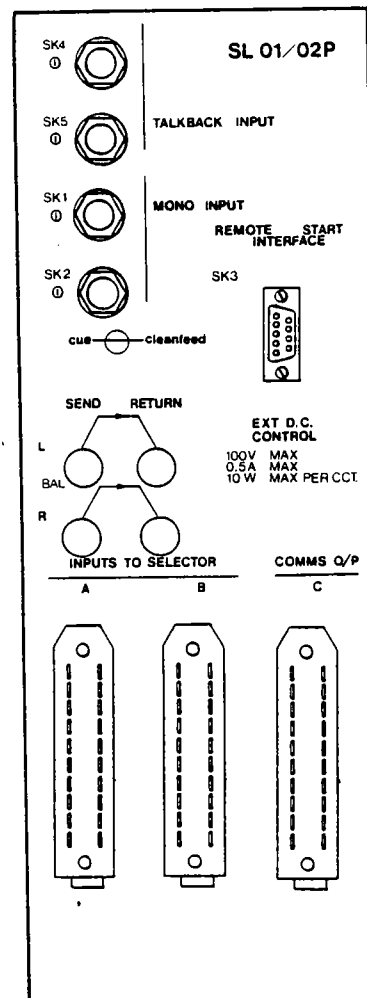 SK4
SL 01/02P
SK5
TALKBACK INPUT
SK1
MONO INPUT
REMOTE START
INTERFACE
SK2
SK3
cue cleanfeed
SEND RETURN
EXT D.C.
CONTROL
L
100V MAX
0.5A MAX
10W MAX PER CCT.
BAL
R
INPUTS TO SELECTOR
COMMS O/P
A B C